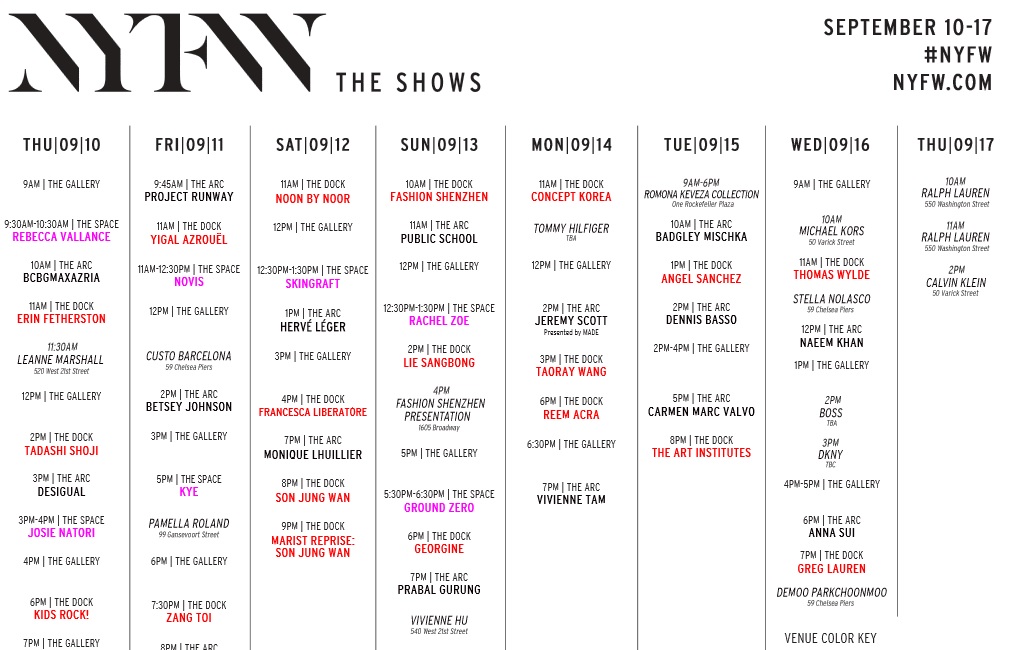 NYFW THE SHOWS
SEPTEMBER 10-17
#NYFW
NYFW.COM
THU|09|10
9AM | THE GALLERY
9:30AM-10:30AM | THE SPACE
REBECCA VALLANCE
10AM | THE ARC
BCBGMAXAZRIA
11AM | THE DOCK
ERIN FETHERSTON
11:30AM
LEANNE MARSHALL
520 West 21st Street
12PM | THE GALLERY
2PM | THE DOCK
TADASHI SHOJI
3PM | THE ARC
DESIGUAL
3PM-4PM | THE SPACE
JOSIE NATORI
4PM | THE GALLERY
6PM | THE DOCK
KIDS ROCK!
7PM | THE GALLERY
FRI|09|11
9:45AM | THE ARC
PROJECT RUNWAY
11AM | THE DOCK
YIGAL AZROUËL
11AM-12:30PM | THE SPACE
NOVIS
12PM | THE GALLERY
CUSTO BARCELONA
59 Chelsea Piers
2PM | THE ARC
BETSEY JOHNSON
3PM | THE GALLERY
5PM | THE SPACE
KYE
PAMELLA ROLAND
99 Gansevoort Street
6PM | THE GALLERY
7:30PM | THE DOCK
ZANG TOI
8PM | THE ARC
SAT|09|12
11AM | THE DOCK
NOON BY NOOR
12PM | THE GALLERY
12:30PM-1:30PM | THE SPACE
SKINGRAFT
1PM | THE ARC
HERVÉ LÉGER
3PM | THE GALLERY
4PM | THE DOCK
FRANCESCA LIBERATORE
7PM | THE ARC
MONIQUE LHUILLIER
8PM | THE DOCK
SON JUNG WAN
9PM | THE DOCK
MARIST REPRISE:
SON JUNG WAN
SUN|09|13
10AM | THE DOCK
FASHION SHENZHEN
11AM | THE ARC
PUBLIC SCHOOL
12PM | THE GALLERY
12:30PM-1:30PM | THE SPACE
RACHEL ZOE
2PM | THE DOCK
LIE SANGBONG
4PM
FASHION SHENZHEN
PRESENTATION
1605 Broadway
5PM | THE GALLERY
5:30PM-6:30PM | THE SPACE
GROUND ZERO
6PM | THE DOCK
GEORGINE
7PM | THE ARC
PRABAL GURUNG
VIVIENNE HU
540 West 21st Street
MON|09|14
11AM | THE DOCK
CONCEPT KOREA
TOMMY HILFIGER
TBA
12PM | THE GALLERY
2PM | THE ARC
JEREMY SCOTT
Presented by MADE
3PM | THE DOCK
TAORAY WANG
6PM | THE DOCK
REEM ACRA
6:30PM | THE GALLERY
7PM | THE ARC
VIVIENNE TAM
TUE|09|15
9AM-6PM
ROMONA KEVEZA COLLECTION
One Rockefeller Plaza
10AM | THE ARC
BADGLEY MISCHKA
1PM | THE DOCK
ANGEL SANCHEZ
2PM | THE ARC
DENNIS BASSO
2PM-4PM | THE GALLERY
5PM | THE ARC
CARMEN MARC VALVO
8PM | THE DOCK
THE ART INSTITUTES
WED|09|16
9AM | THE GALLERY
10AM
MICHAEL KORS
50 Varick Street
11AM | THE DOCK
THOMAS WYLDE
STELLA NOLASCO
59 Chelsea Piers
12PM | THE ARC
NAEEM KHAN
1PM | THE GALLERY
2PM
BOSS
TBA
3PM
DKNY
TBC
4PM-5PM | THE GALLERY
6PM | THE ARC
ANNA SUI
7PM | THE DOCK
GREG LAUREN
DEMOO PARKCHOONMOO
59 Chelsea Piers
VENUE COLOR KEY
THU|09|17
10AM
RALPH LAUREN
550 Washington Street
11AM
RALPH LAUREN
550 Washington Street
2PM
CALVIN KLEIN
50 Varick Street